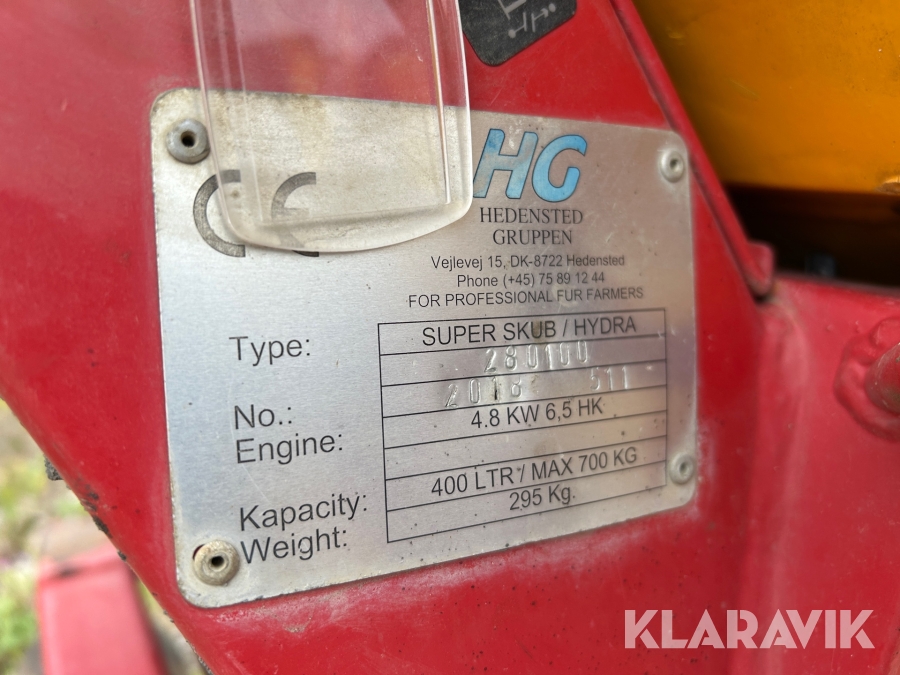 CE
HG
HEDENSTED
GRUPPEN
Vejlevej 15, DK-8722 Hedensted
Phone (+45) 75 89 12 44
FOR PROFESSIONAL FUR FARMERS
Type: SUPER SKUB / HYDRA
280100
No.: 2018 511
Engine: 4.8 KW 6,5 HK
Kapacity: 400 LTR / MAX 700 KG
Weight: 295 Kg.
KLARAVIK